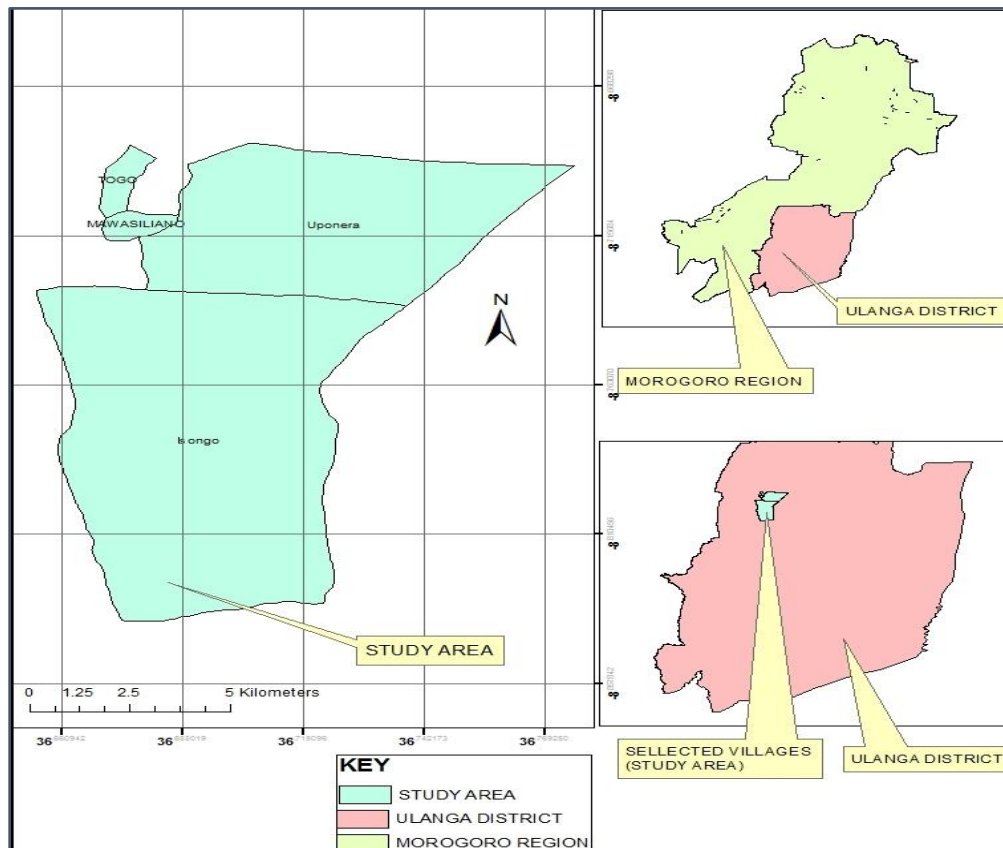 TOGO
MAWASILIANO
Uponera
N
Isongo
STUDY AREA
0 1.25 2.5 5 Kilometers
36
36
36
36
36
KEY
STUDY AREA
ULANGA DISTRICT
MOROGORO REGION
ULANGA DISTRICT
MOROGORO REGION
SELLECTED VILLAGES
(STUDY AREA)
ULANGA DISTRICT